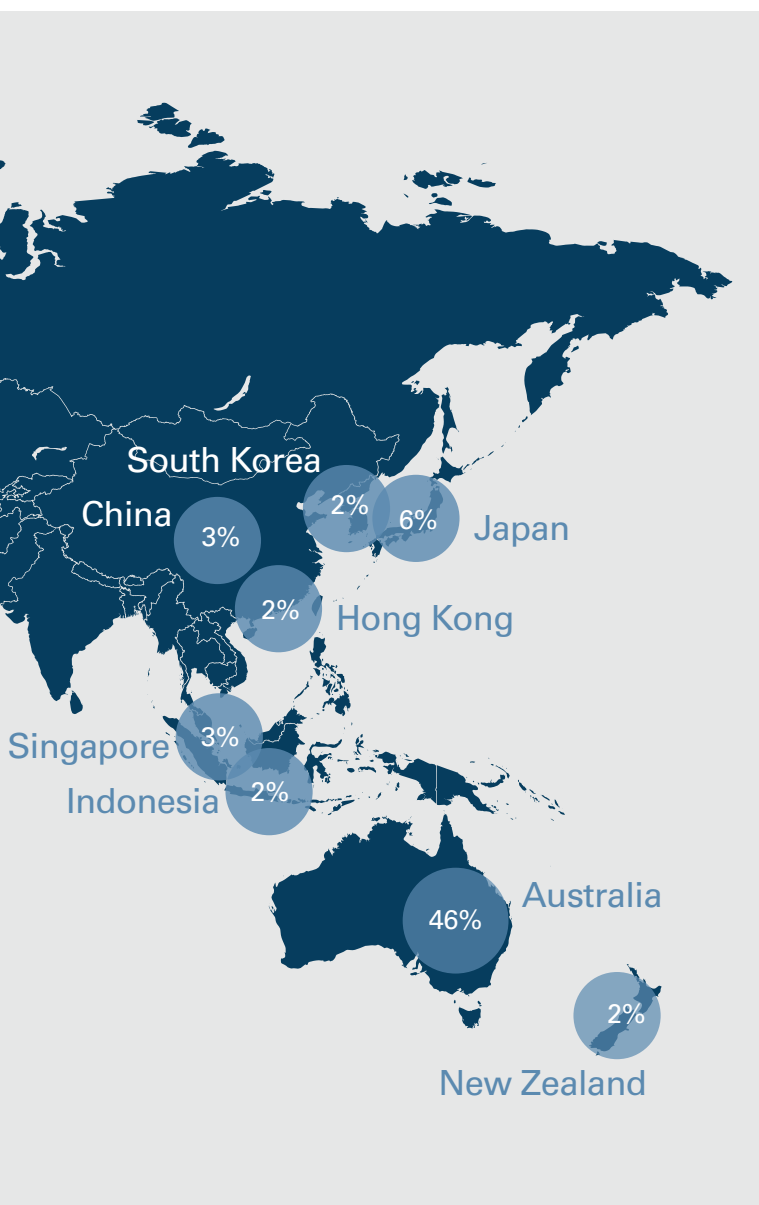 South Korea
2%
China
3%
6%
Japan
2%
Hong Kong
Singapore
3%
Indonesia
2%
Australia
46%
2%
New Zealand